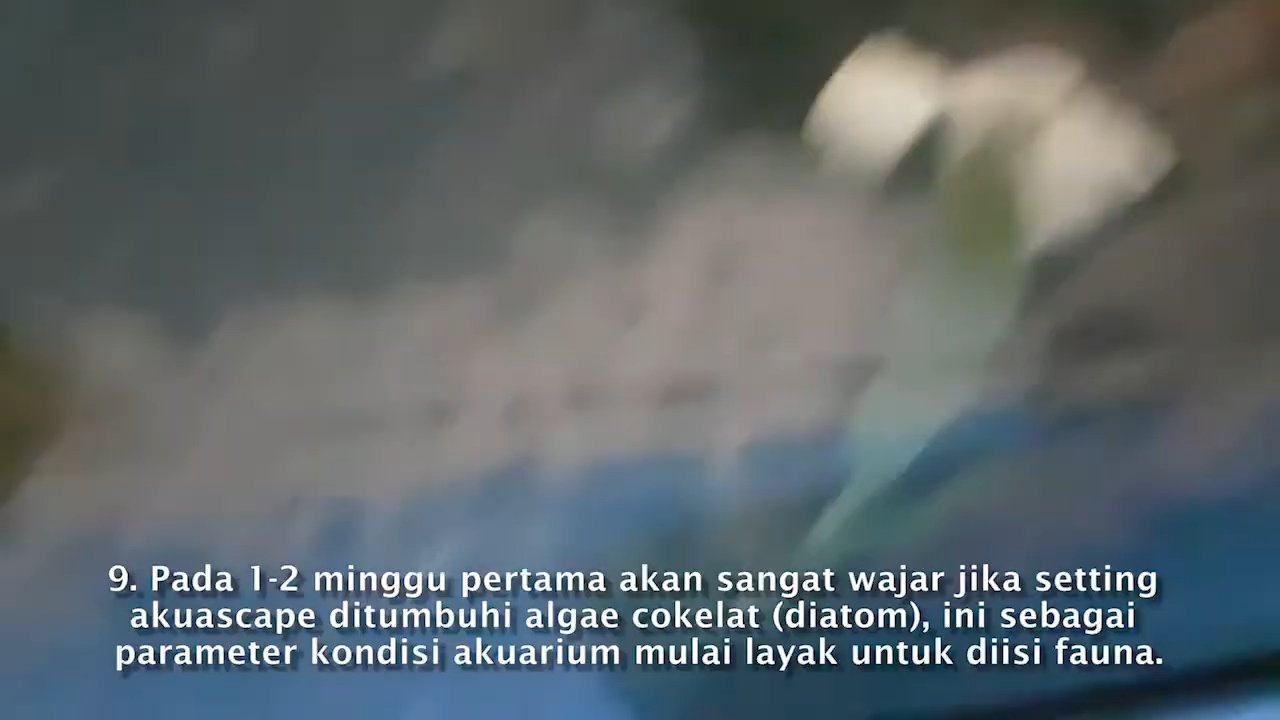 9. Pada 1-2 minggu pertama akan sangat wajar jika setting
akuascape ditumbuhi algae cokelat (diatom), ini sebagai
parameter kondisi akuarium mulai layak untuk diisi fauna.